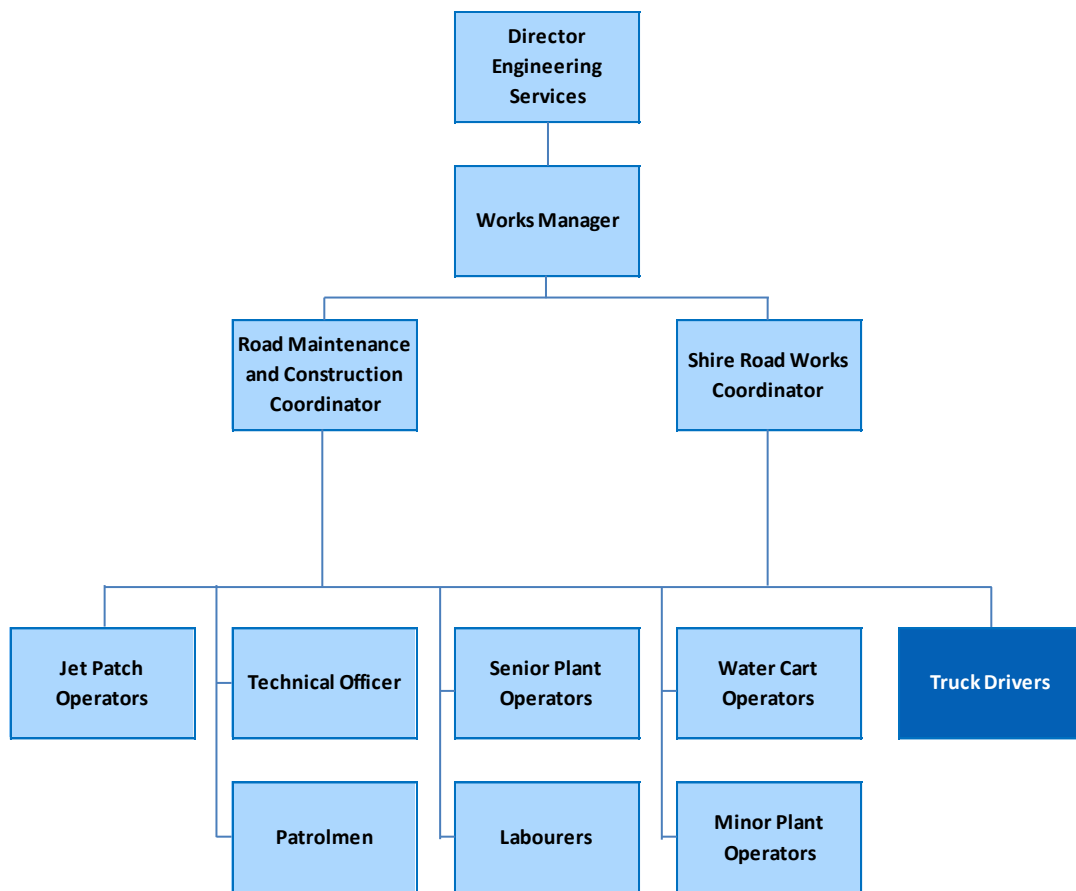 Director
Engineering
Services
Works Manager
Road Maintenance
and Construction
Coordinator
Shire Road Works
Coordinator
Jet Patch
Operators
Technical Officer
Senior Plant
Operators
Water Cart
Operators
Truck Drivers
Patrolmen
Labourers
Minor Plant
Operators